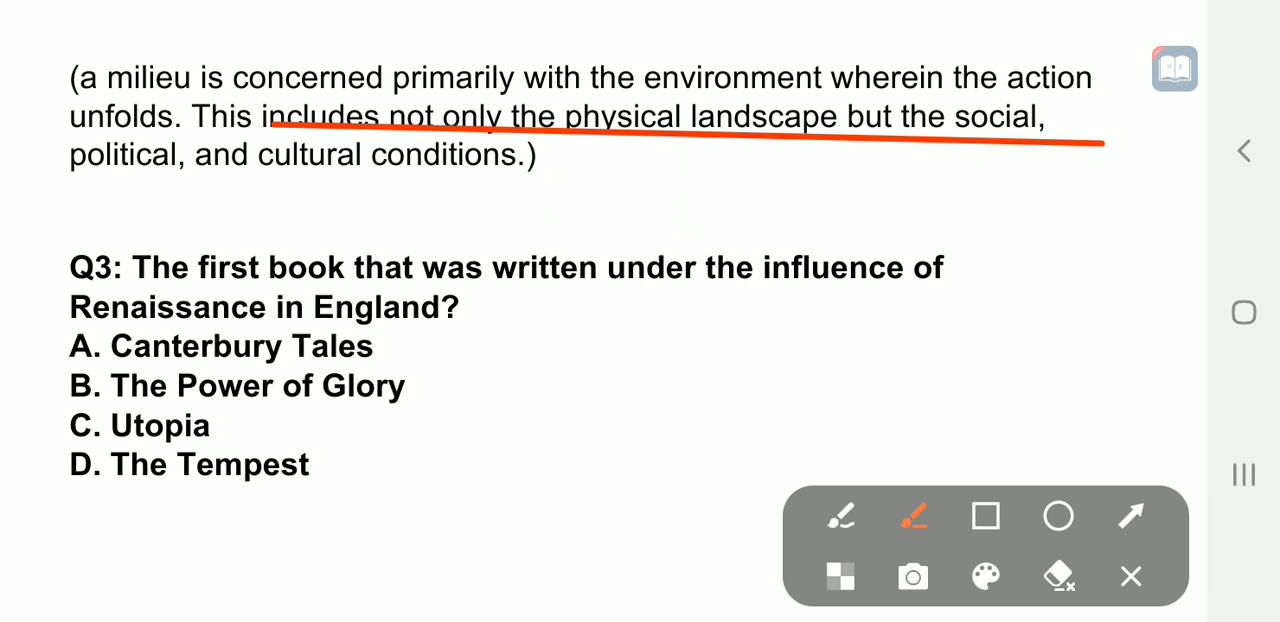 (a milieu is concerned primarily with the environment wherein the action
unfolds. This includes not only the physical landscape but the social,
political, and cultural conditions.)
Q3: The first book that was written under the influence of
Renaissance in England?
A. Canterbury Tales
B. The Power of Glory
C. Utopia
D. The Tempest